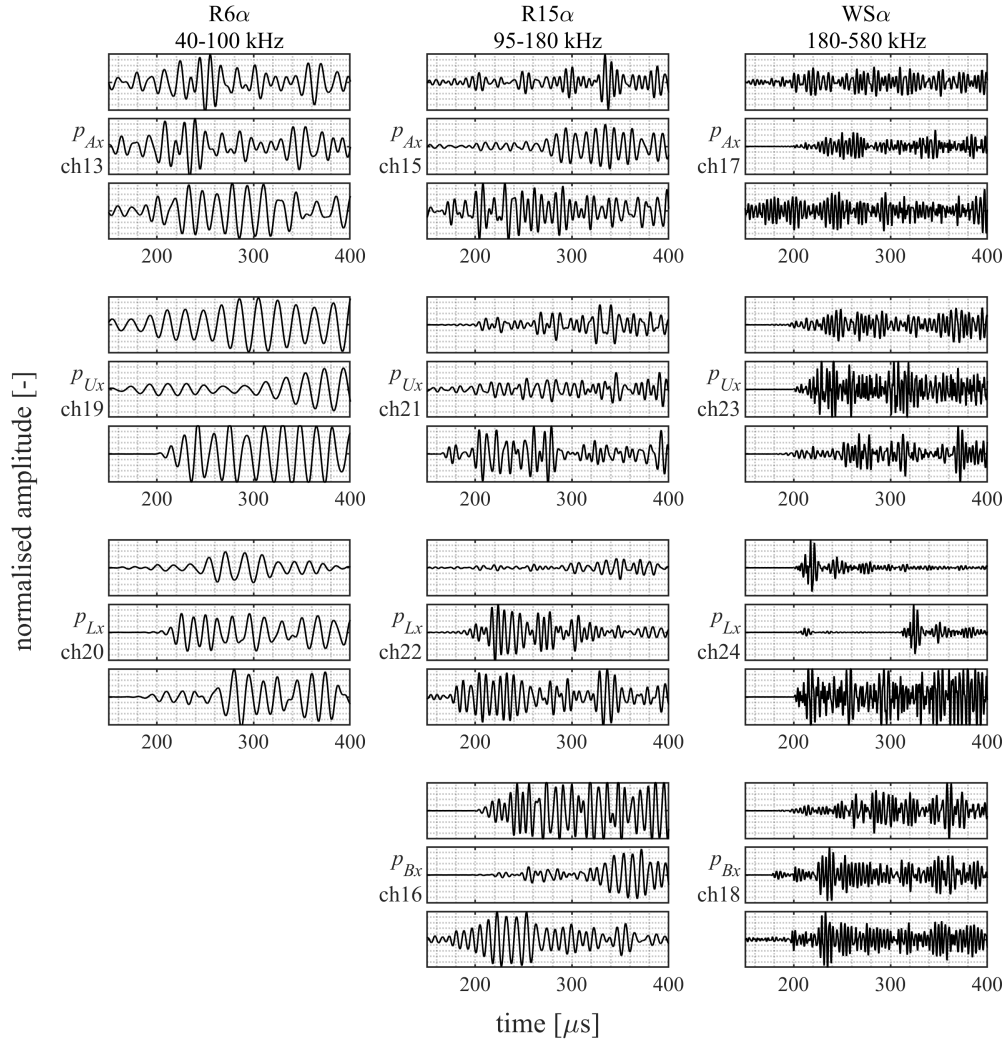 R6α R15α WSα
40-100 kHz 95-180 kHz 180-580 kHz
p_Ax p_Ax p_Ax
ch13 ch15 ch17
200 300 400 200 300 400 200 300 400
p_Ux p_Ux p_Ux
ch19 ch21 ch23
200 300 400 200 300 400 200 300 400
normalised amplitude [-]
p_Lx p_Lx p_Lx
ch20 ch22 ch24
200 300 400 200 300 400 200 300 400
p_Bx p_Bx
ch16 ch18
200 300 400 200 300 400
time [μs]